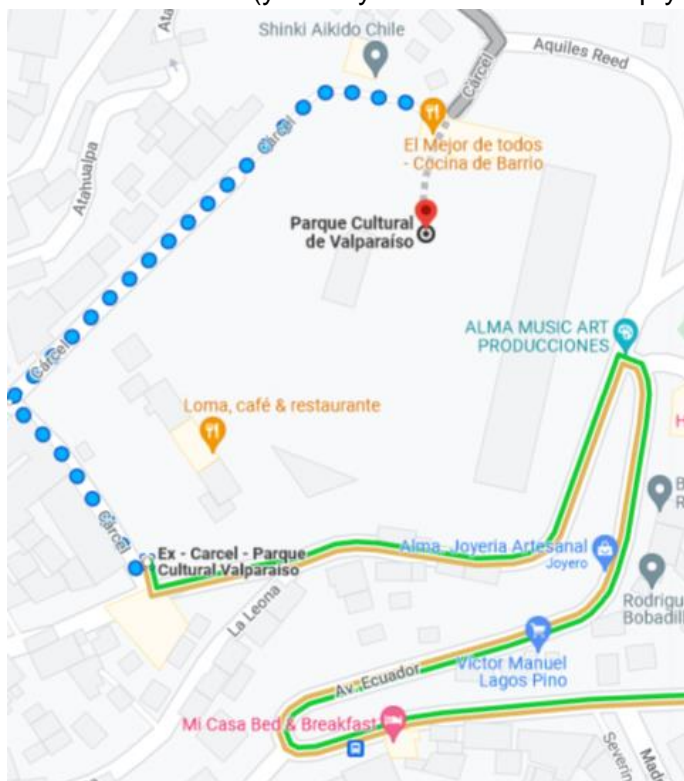 Shinki Aikido Chile
Cárcel
Aquiles Reed
Cárcel
Atahualpa
El Mejor de todos
- Cocina de Barrio
Parque Cultural
de Valparaíso
ALMA MUSIC ART
PRODUCCIONES
Cárcel
Loma, café & restaurante
Cárcel
Ex - Carcel - Parque
Cultural Valparaiso
Alma Joyeria Artesanal
Joyero
La Leona
Rodrigu
Bobadill
Victor Manuel
Lagos Pino
Av. Ecuador
Mi Casa Bed & Breakfast